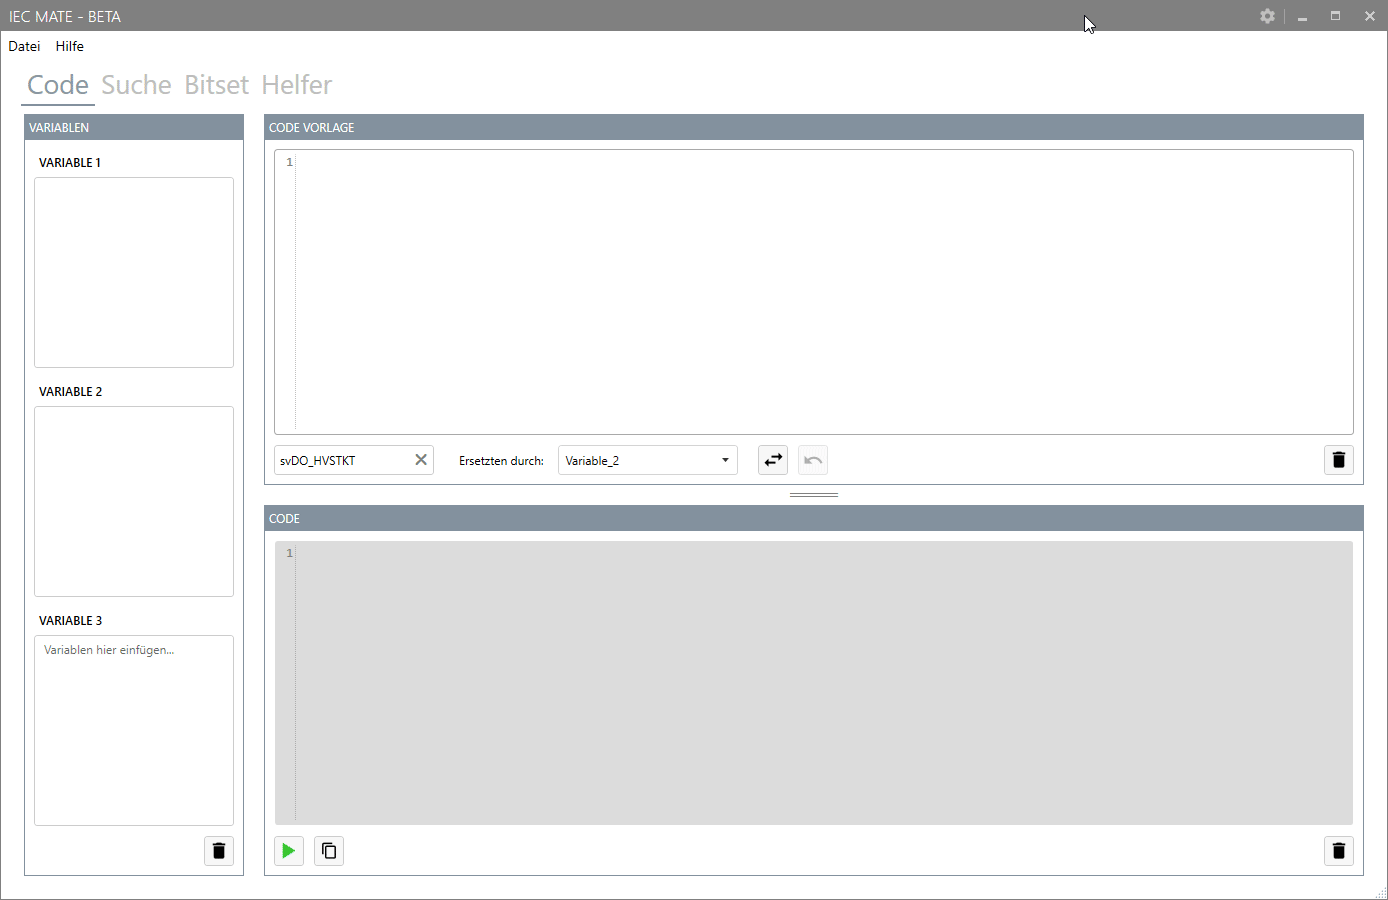 IEC MATE - BETA
Datei Hilfe
Code Suche Bitset Helfer
VARIABLEN
VARIABLE 1
VARIABLE 2
VARIABLE 3
Variablen hier einfügen...
CODE VORLAGE
1
svDO_HVSTKT Ersetzten durch: Variable_2
CODE
1